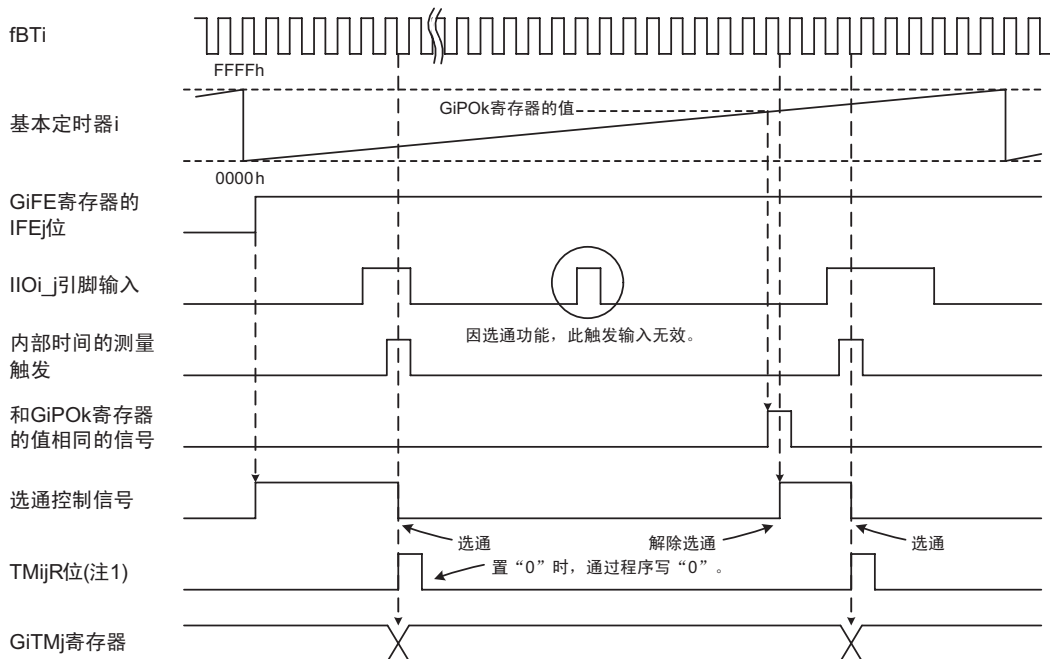 fBTi
FFFFh
GiPOk寄存器的值
基本定时器i
0000h
GiFE寄存器的
IFEj位
IIOi_j引脚输入
因选通功能，此触发输入无效。
内部时间的测量
触发
和GiPOk寄存器
的值相同的信号
选通控制信号
选通
解除选通
选通
TMijR位(注1)
置“0”时，通过程序写“0”。
GiTMj寄存器